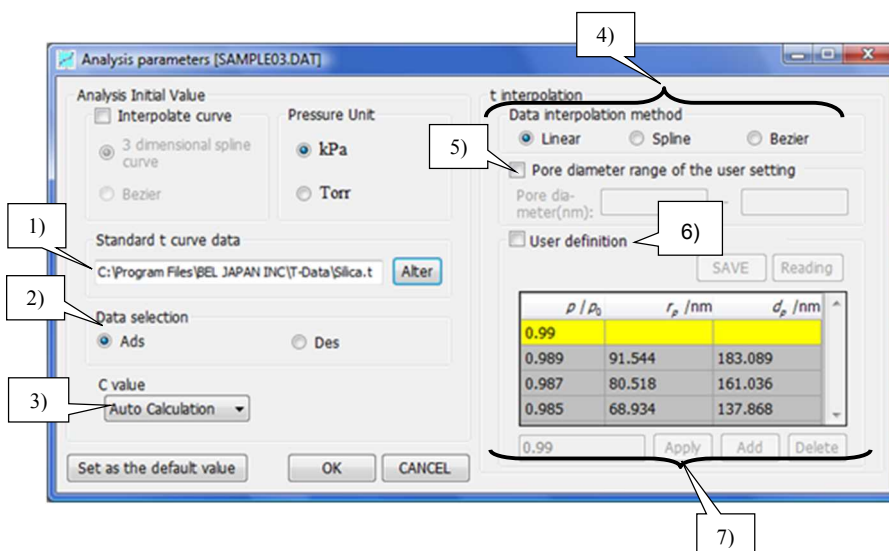 4)
Analysis parameters [SAMPLE03.DAT]
Analysis Initial Value
Interpolate curve
3 dimensional spline
curve
Bezier
Pressure Unit
kPa
Torr
1)
Standard t curve data
C:\Program Files\BEL JAPAN INC\T-Data\Silica.t
Alter
2)
Data selection
Ads
Des
3)
C value
Auto Calculation
Set as the default value
OK
CANCEL
t interpolation
Data interpolation method
Linear
Spline
Bezier
5)
Pore diameter range of the user setting
Pore dia-
meter(nm):
-
6)
User definition
SAVE
Reading
p / p0 rp /nm dp /nm
0.99
0.989 91.544 183.089
0.987 80.518 161.036
0.985 68.934 137.868
0.99
Apply
Add
Delete
7)